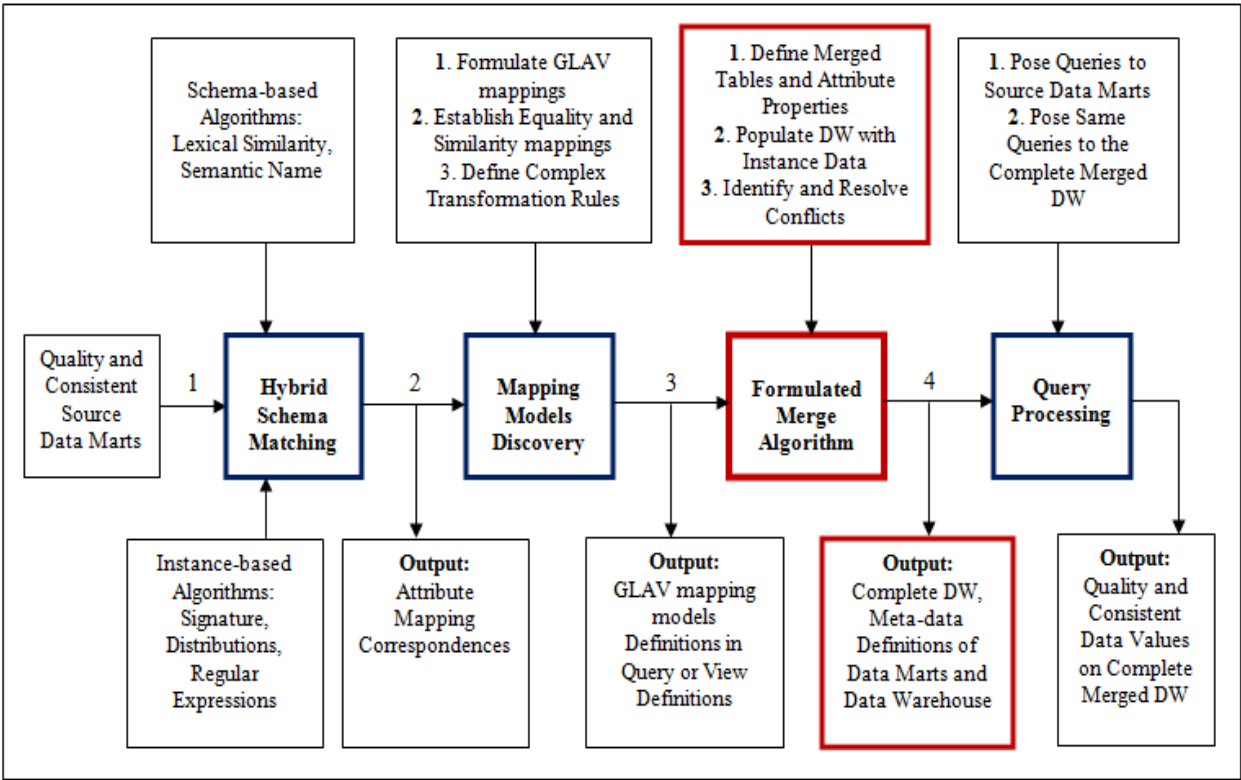 Schema-based
Algorithms:
Lexical Similarity,
Semantic Name
1. Formulate GLAV
mappings
2. Establish Equality and
Similarity mappings
3. Define Complex
Transformation Rules
1. Define Merged
Tables and Attribute
Properties
2. Populate DW with
Instance Data
3. Identify and Resolve
Conflicts
1. Pose Queries to
Source Data Marts
2. Pose Same
Queries to the
Complete Merged
DW
Quality and
Consistent
Source
Data Marts
1
Hybrid
Schema
Matching
2
Mapping
Models
Discovery
3
Formulated
Merge
Algorithm
4
Query
Processing
Instance-based
Algorithms:
Signature,
Distributions,
Regular
Expressions
Output:
Attribute
Mapping
Correspondences
Output:
GLAV mapping
models
Definitions in
Query or View
Definitions
Output:
Complete DW,
Meta-data
Definitions of
Data Marts and
Data Warehouse
Output:
Quality and
Consistent
Data Values
on Complete
Merged DW